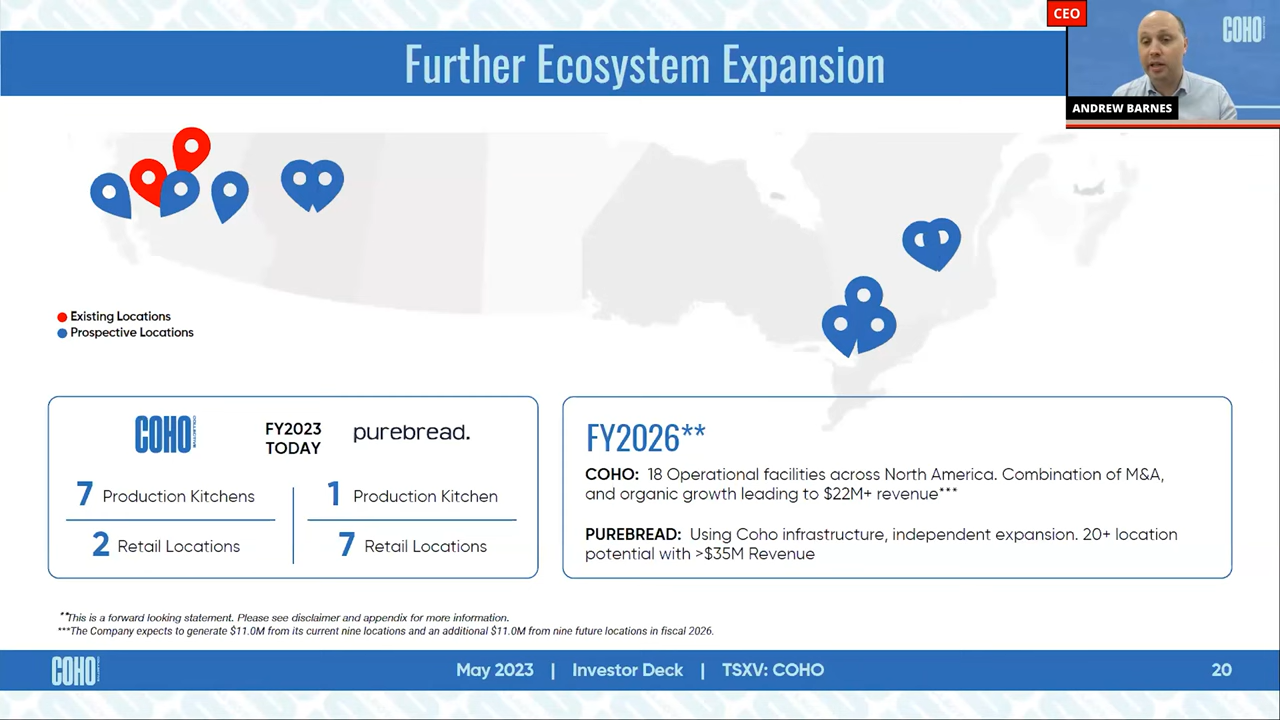 CEO
COHO
ANDREW BARNES
Further Ecosystem Expansion
Existing Locations
Prospective Locations
COHO
COLLECTIVE
FY2023
TODAY
purebread.
7 Production Kitchens
2 Retail Locations
1 Production Kitchen
7 Retail Locations
FY2026**
COHO: 18 Operational facilities across North America. Combination of M&A,
and organic growth leading to $22M+ revenue***
PUREBREAD: Using Coho infrastructure, independent expansion. 20+ location
potential with >$35M Revenue
**This is a forward looking statement. Please see disclaimer and appendix for more information.
***The Company expects to generate $11.0M from its current nine locations and an additional $11.0M from nine future locations in fiscal 2026.
COHO
May 2023 | Investor Deck | TSXV: COHO
20